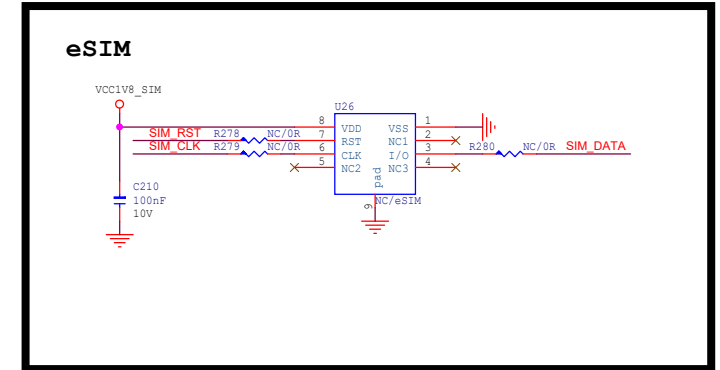 eSIM
VCC1V8_SIM
U26
8 VDD VSS 1
SIM_RST R278 NC/0R 7 RST NC1 2
SIM_CLK R279 NC/0R 6 CLK I/O 3 R280 NC/0R SIM_DATA
5 NC2 NC3 4
pad
9 NC/eSIM
C210
100nF
10V